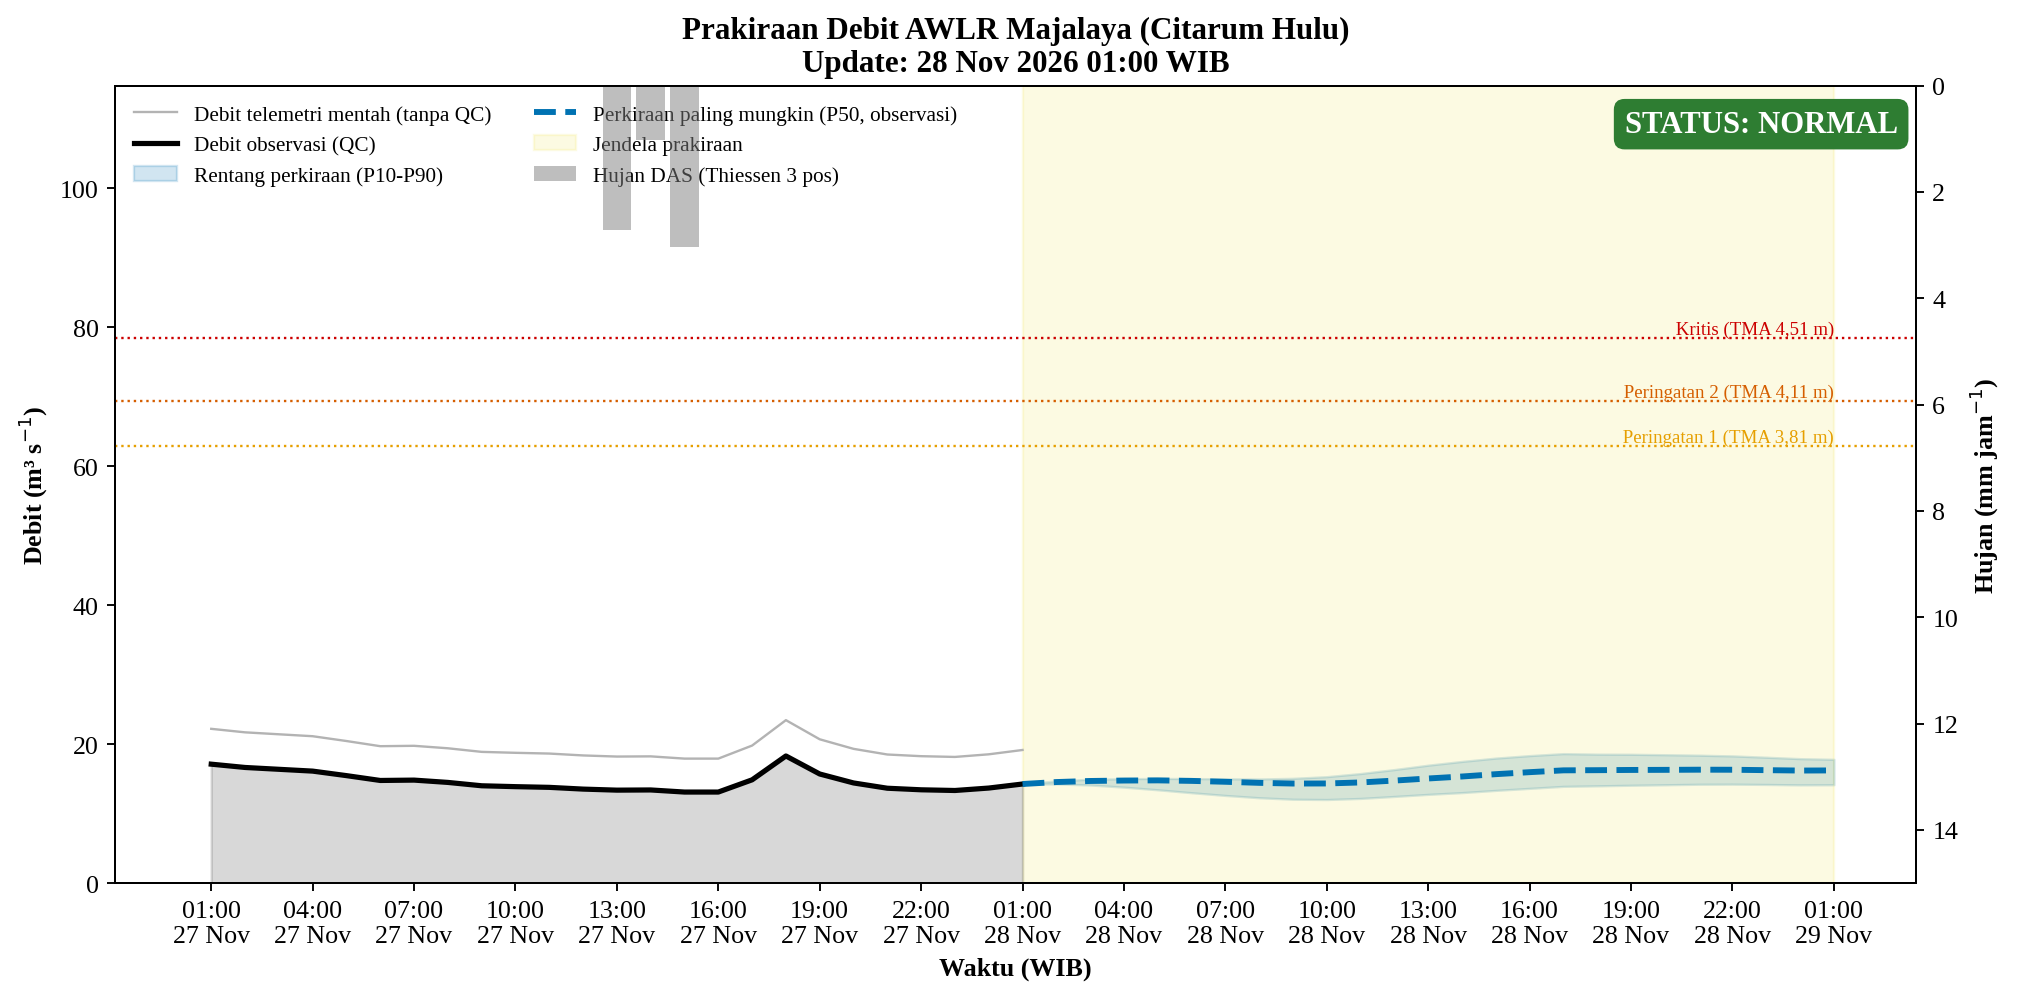 Prakiraan Debit AWLR Majalaya (Citarum Hulu)
Update: 28 Nov 2026 01:00 WIB
Debit telemetri mentah (tanpa QC)
Debit observasi (QC)
Rentang perkiraan (P10-P90)
Perkiraan paling mungkin (P50, observasi)
Jendela prakiraan
Hujan DAS (Thiessen 3 pos)
STATUS: NORMAL
Kritis (TMA 4,51 m)
Peringatan 2 (TMA 4,11 m)
Peringatan 1 (TMA 3,81 m)
Debit (m³ s⁻¹)
100
80
60
40
20
0
Hujan (mm jam⁻¹)
0
2
4
6
8
10
12
14
01:00 04:00 07:00 10:00 13:00 16:00 19:00 22:00 01:00 04:00 07:00 10:00 13:00 16:00 19:00 22:00 01:00
27 Nov 27 Nov 27 Nov 27 Nov 27 Nov 27 Nov 27 Nov 27 Nov 28 Nov 28 Nov 28 Nov 28 Nov 28 Nov 28 Nov 28 Nov 28 Nov 29 Nov
Waktu (WIB)